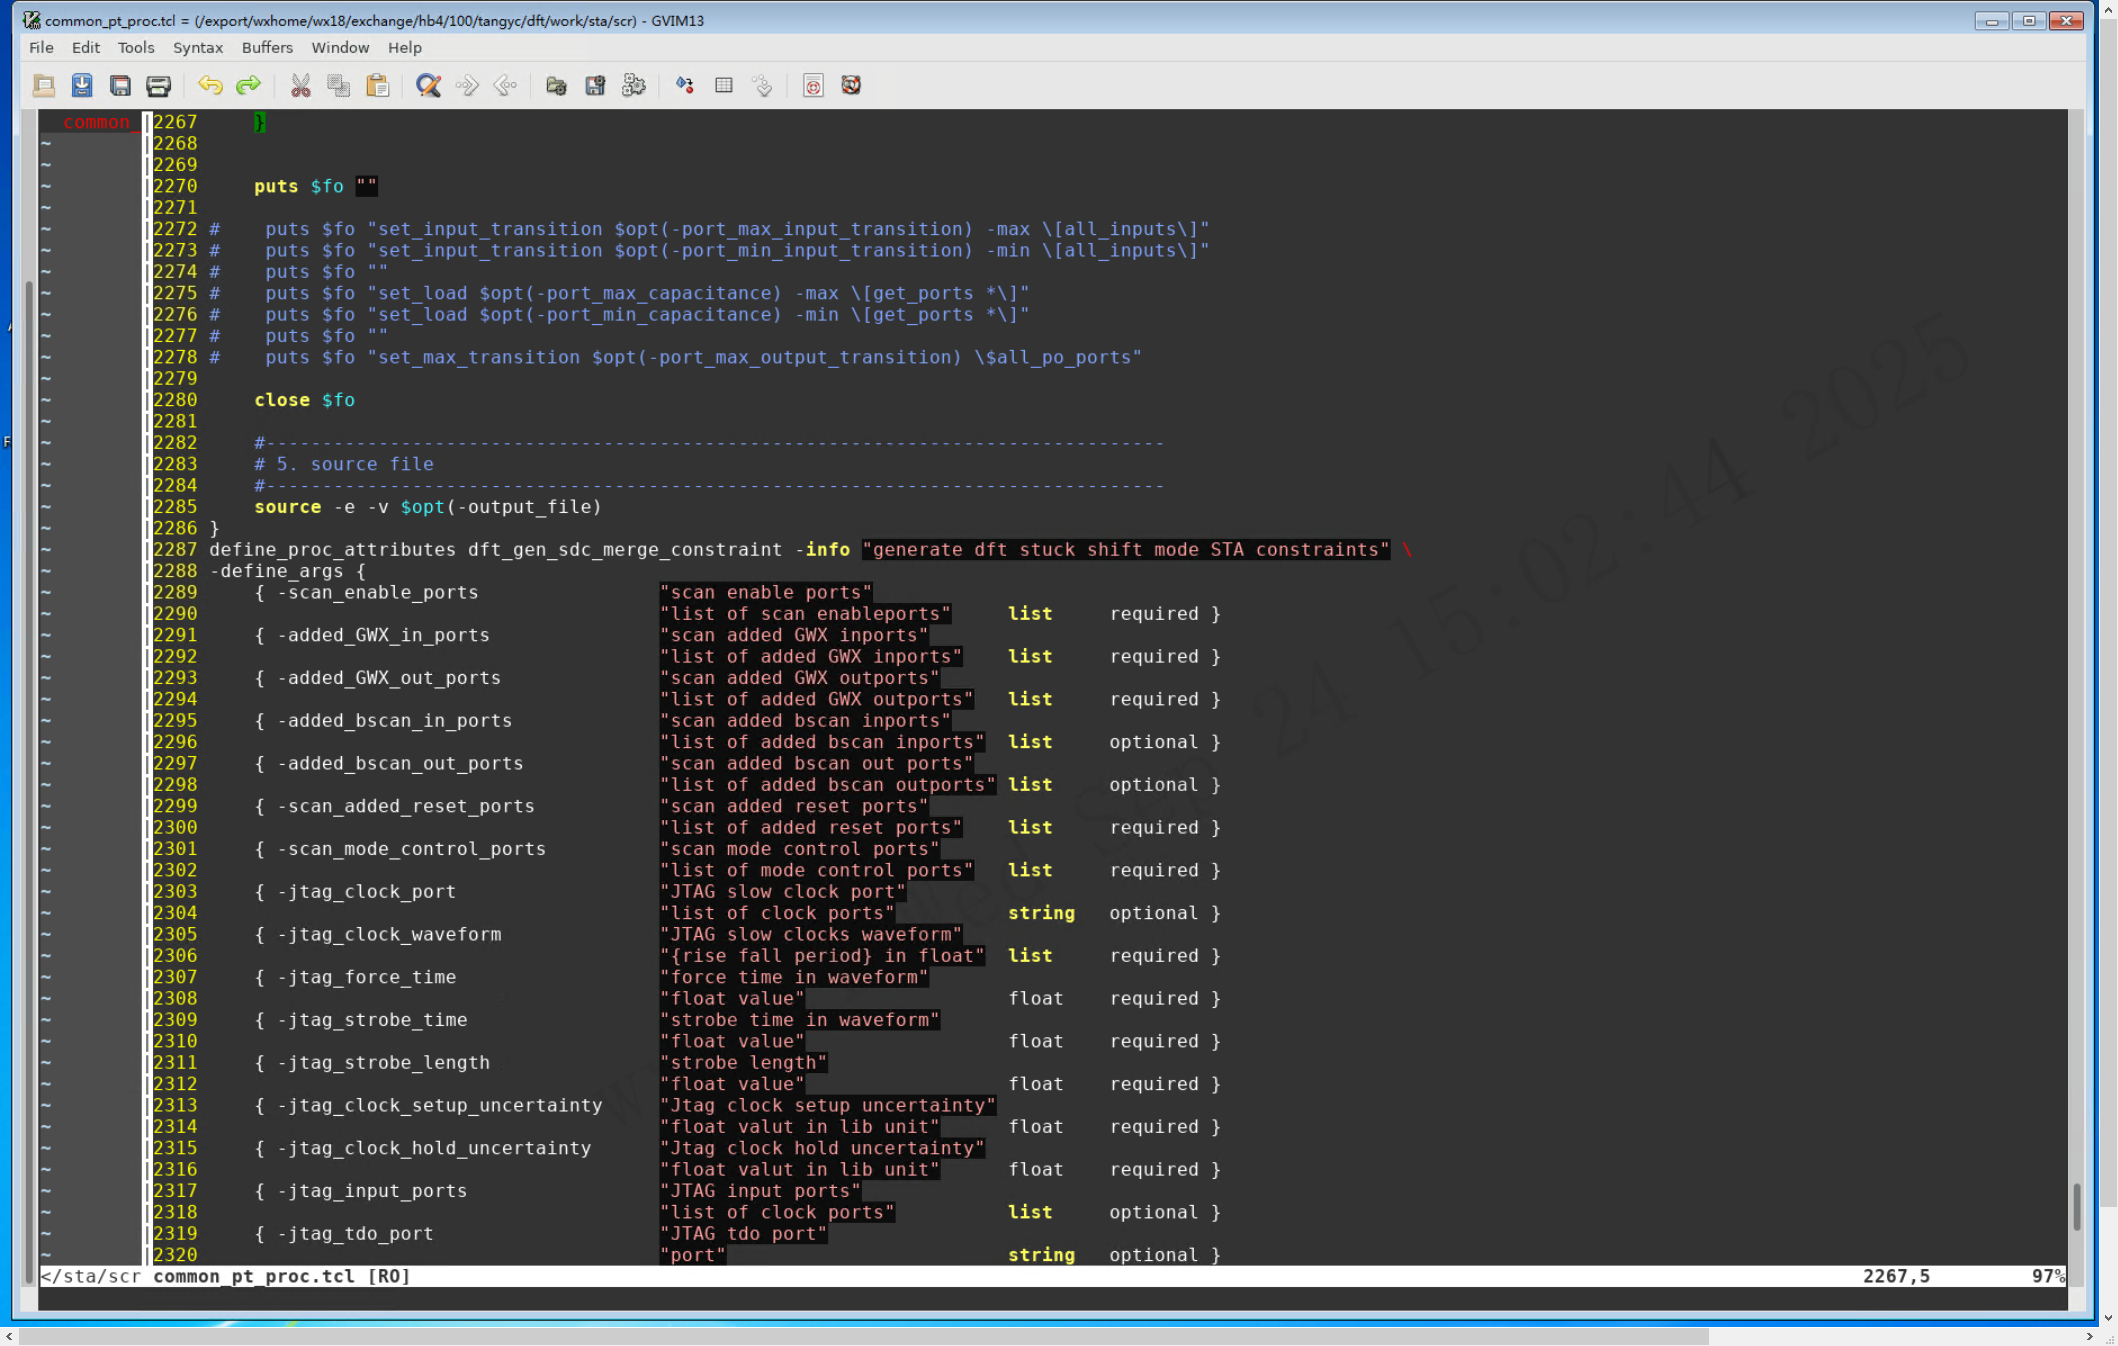 common_pt_proc.tcl = (/export/wxhome/wx18/exchange/hb4/100/tangyc/dft/work/sta/scr) - GVIM13
File Edit Tools Syntax Buffers Window Help
common_ 2267     }
~ 2268
~ 2269
~ 2270     puts $fo ""
~ 2271
~ 2272 #    puts $fo "set_input_transition $opt(-port_max_input_transition) -max \[all_inputs\]"
~ 2273 #    puts $fo "set_input_transition $opt(-port_min_input_transition) -min \[all_inputs\]"
~ 2274 #    puts $fo ""
~ 2275 #    puts $fo "set_load $opt(-port_max_capacitance) -max \[get_ports *\]"
~ 2276 #    puts $fo "set_load $opt(-port_min_capacitance) -min \[get_ports *\]"
~ 2277 #    puts $fo ""
~ 2278 #    puts $fo "set_max_transition $opt(-port_max_output_transition) \$all_po_ports"
~ 2279
~ 2280     close $fo
~ 2281
~ 2282     #--------------------------------------------------------------------------------
~ 2283     # 5. source file
~ 2284     #--------------------------------------------------------------------------------
~ 2285     source -e -v $opt(-output_file)
~ 2286 }
~ 2287 define_proc_attributes dft_gen_sdc_merge_constraint -info "generate dft stuck shift mode STA constraints" \
~ 2288 -define_args {
~ 2289     { -scan_enable_ports "scan enable ports"
~ 2290 "list of scan enableports" list required }
~ 2291     { -added_GWX_in_ports "scan added GWX inports"
~ 2292 "list of added GWX inports" list required }
~ 2293     { -added_GWX_out_ports "scan added GWX outports"
~ 2294 "list of added GWX outports" list required }
~ 2295     { -added_bscan_in_ports "scan added bscan inports"
~ 2296 "list of added bscan inports" list optional }
~ 2297     { -added_bscan_out_ports "scan added bscan out ports"
~ 2298 "list of added bscan outports" list optional }
~ 2299     { -scan_added_reset_ports "scan added reset ports"
~ 2300 "list of added reset ports" list required }
~ 2301     { -scan_mode_control_ports "scan mode control ports"
~ 2302 "list of mode control ports" list required }
~ 2303     { -jtag_clock_port "JTAG slow clock port"
~ 2304 "list of clock ports" string optional }
~ 2305     { -jtag_clock_waveform "JTAG slow clocks waveform"
~ 2306 "{rise fall period} in float" list required }
~ 2307     { -jtag_force_time "force time in waveform"
~ 2308 "float value" float required }
~ 2309     { -jtag_strobe_time "strobe time in waveform"
~ 2310 "float value" float required }
~ 2311     { -jtag_strobe_length "strobe length"
~ 2312 "float value" float required }
~ 2313     { -jtag_clock_setup_uncertainty "Jtag clock setup uncertainty"
~ 2314 "float valut in lib unit" float required }
~ 2315     { -jtag_clock_hold_uncertainty "Jtag clock hold uncertainty"
~ 2316 "float valut in lib unit" float required }
~ 2317     { -jtag_input_ports "JTAG input ports"
~ 2318 "list of clock ports" list optional }
~ 2319     { -jtag_tdo_port "JTAG tdo port"
~ 2320 "port" string optional }
</sta/scr common_pt_proc.tcl [RO] 2267,5 97%
24 15:02:44 2025